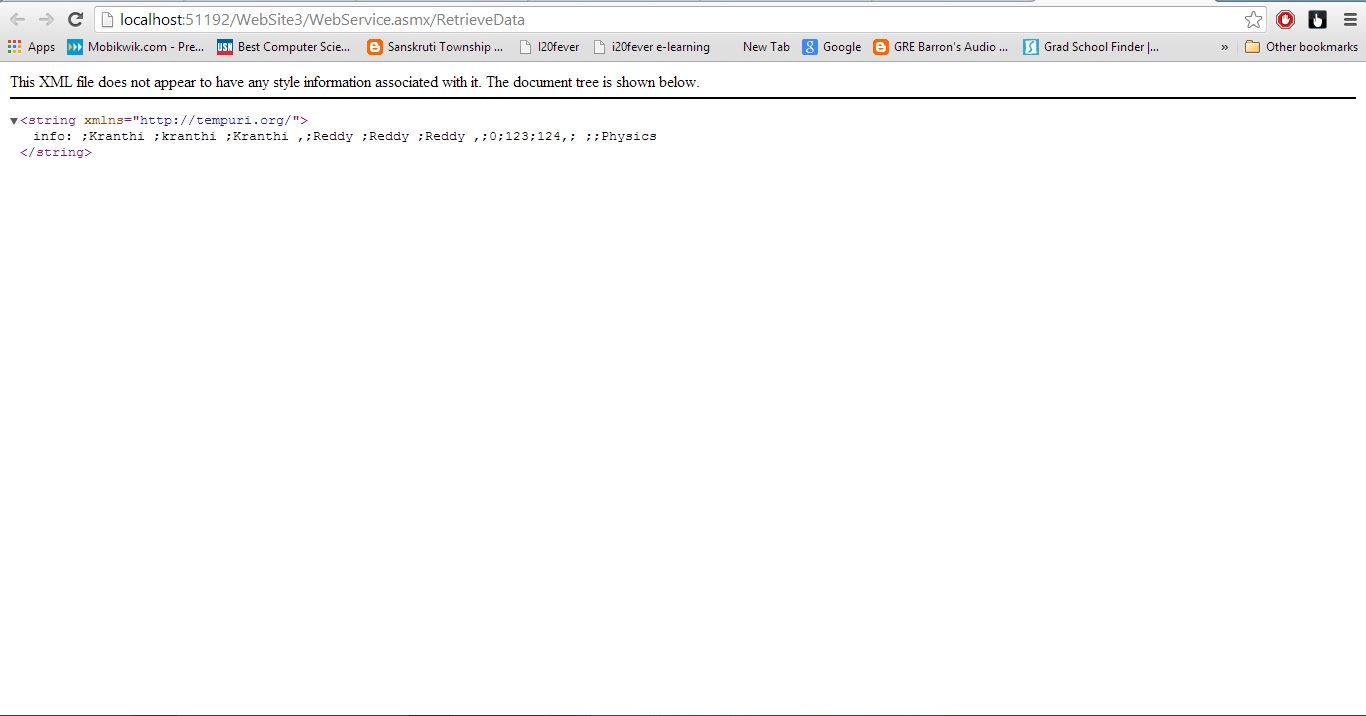 localhost:51192/WebSite3/WebService.asmx/RetrieveData
Apps Mobikwik.com - Pre... USN Best Computer Scie... Sanskruti Township ... I20fever i20fever e-learning New Tab 8 Google GRE Barron's Audio ... S Grad School Finder |... » Other bookmarks
This XML file does not appear to have any style information associated with it. The document tree is shown below.
▼<string xmlns="http://tempuri.org/">
info: ;Kranthi ;kranthi ;Kranthi ,;Reddy ;Reddy ;Reddy ,;0;123;124,; ;;Physics
</string>